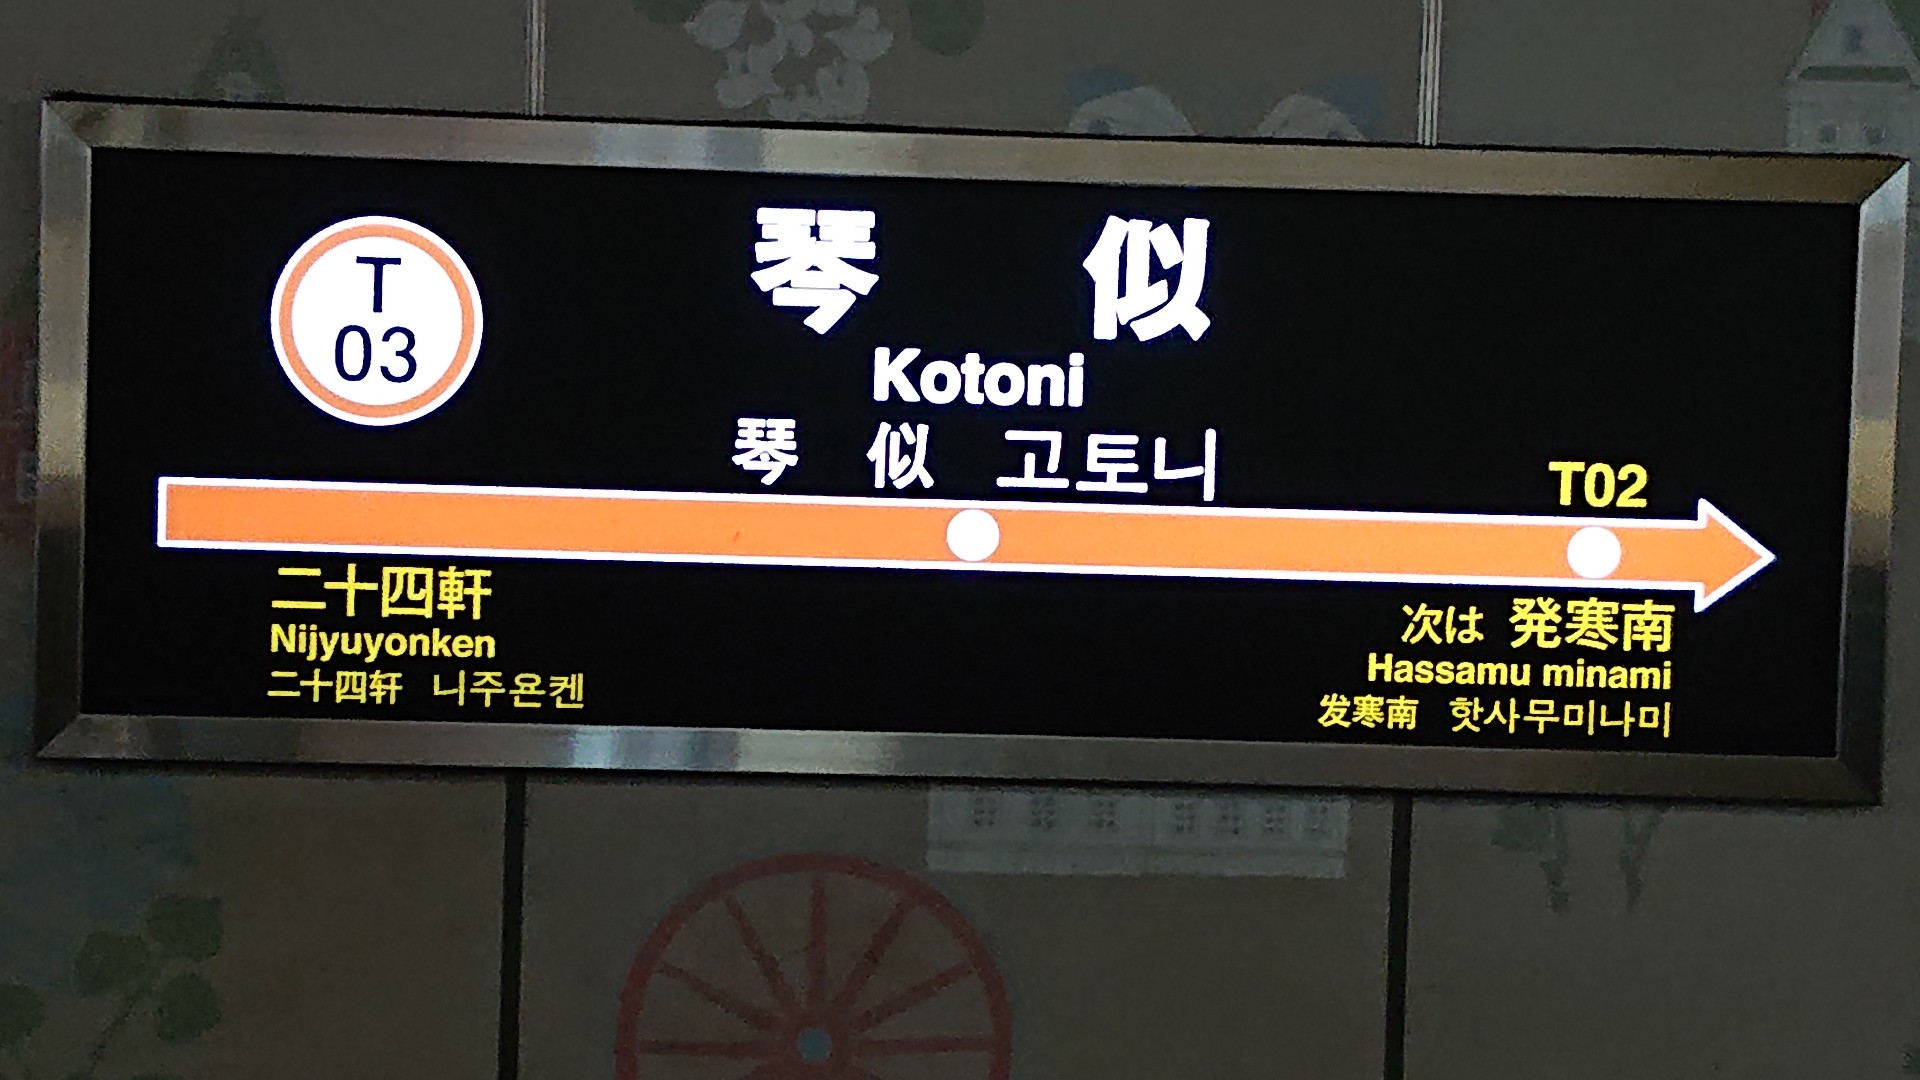 T
03
琴似
Kotoni
琴似 고토니
T02
二十四軒
Nijyuyonken
二十四轩 니주욘켄
次は 発寒南
Hassamu minami
发寒南 핫사무미나미